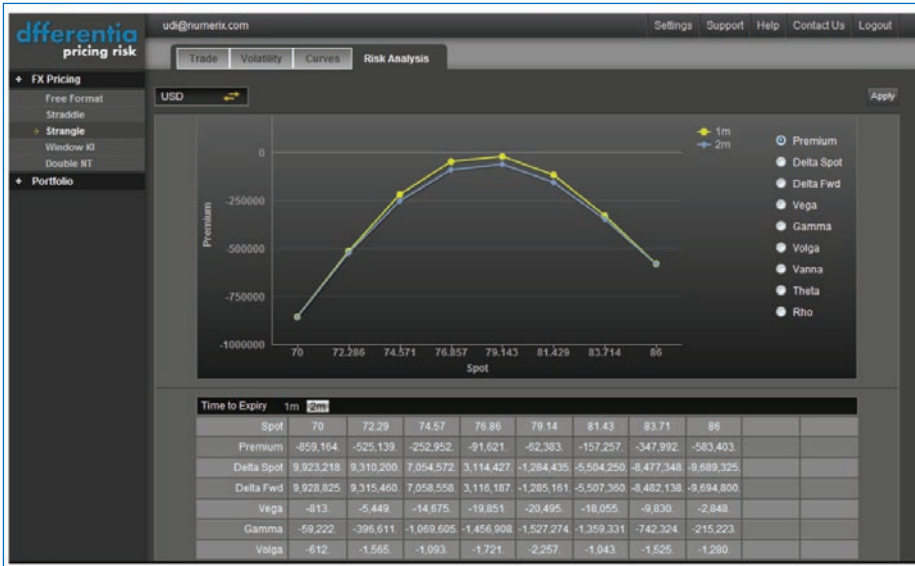 dfferentia
pricing risk
udi@numerix.com
Settings Support Help Contact Us Logout
Trade Volatility Curves Risk Analysis
+ FX Pricing
Free Format
Straddle
Strangle
Window KI
Double NT
+ Portfolio
USD
Apply
1m
2m
Premium
Delta Spot
Delta Fwd
Vega
Gamma
Volga
Vanna
Theta
Rho
Premium
0
-250000
-500000
-750000
-1000000
70 72.286 74.571 76.857 79.143 81.429 83.714 86
Spot
Time to Expiry 1m 2m
Spot 70 72.29 74.57 76.86 79.14 81.43 83.71 86
Premium -859,164. -525,139. -252,952. -91,621. -62,383. -157,257. -347,992. -583,403.
Delta Spot 9,923,218. 9,310,200. 7,054,572. 3,114,427. -1,284,435. -5,504,250. -8,477,348. -9,689,325.
Delta Fwd 9,928,825. 9,315,460. 7,058,558. 3,116,187. -1,285,161. -5,507,360. -8,482,138. -9,694,800.
Vega -813. -5,449. -14,675. -19,851. -20,495. -18,055. -9,830. -2,848.
Gamma -59,222. -396,611. -1,069,605. -1,456,908. -1,527,274. -1,359,331. -742,324. -215,223.
Volga -612. -1,565. -1,093. -1,721. -2,257. -1,043. -1,525. -1,280.